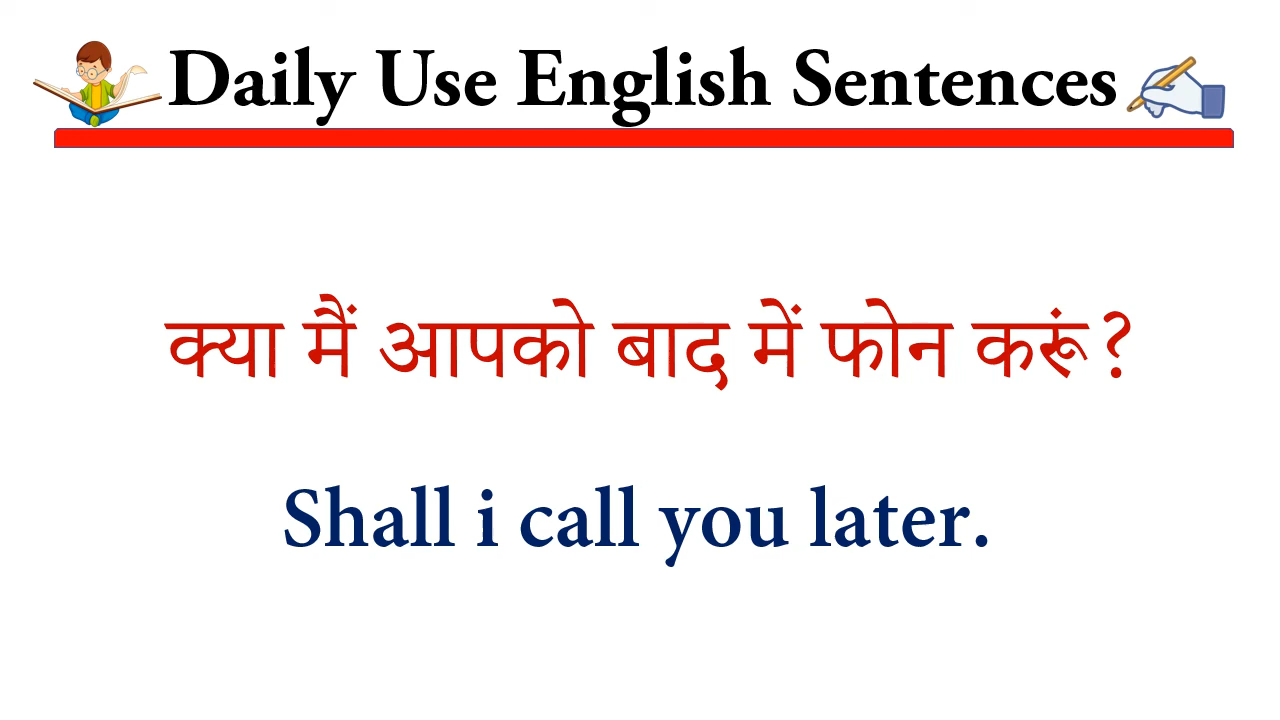 Daily Use English Sentences
क्या मैं आपको बाद में फोन करूं?
Shall i call you later.